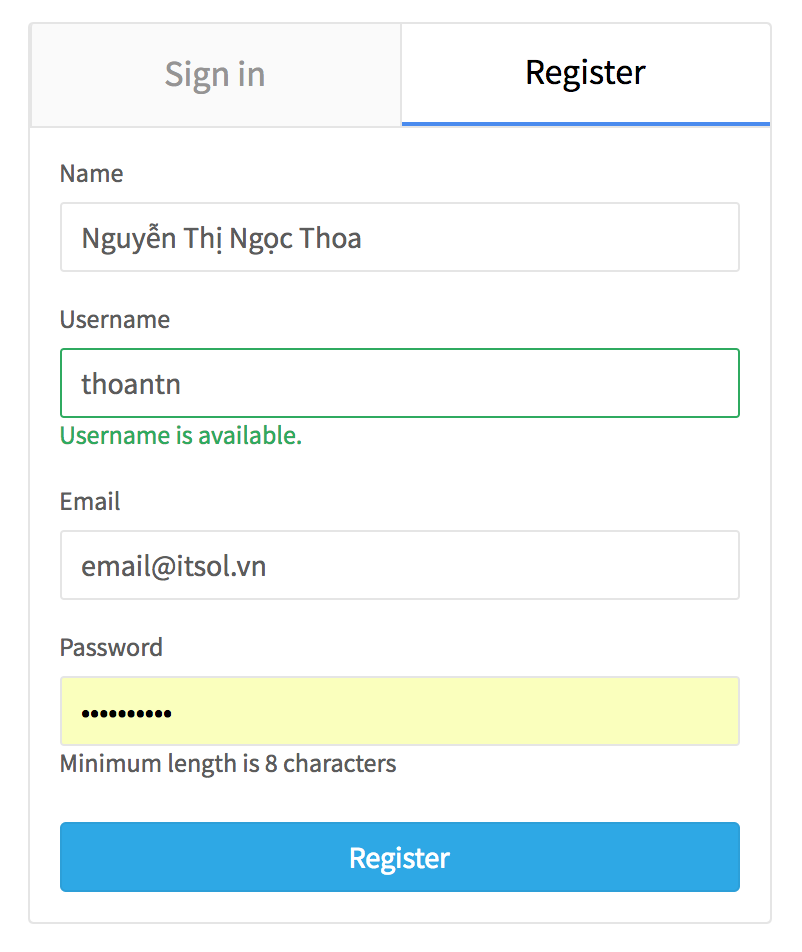 Sign in
Register
Name
Nguyễn Thị Ngọc Thoa
Username
thoantn
Username is available.
Email
email@itsol.vn
Password
••••••••••
Minimum length is 8 characters
Register